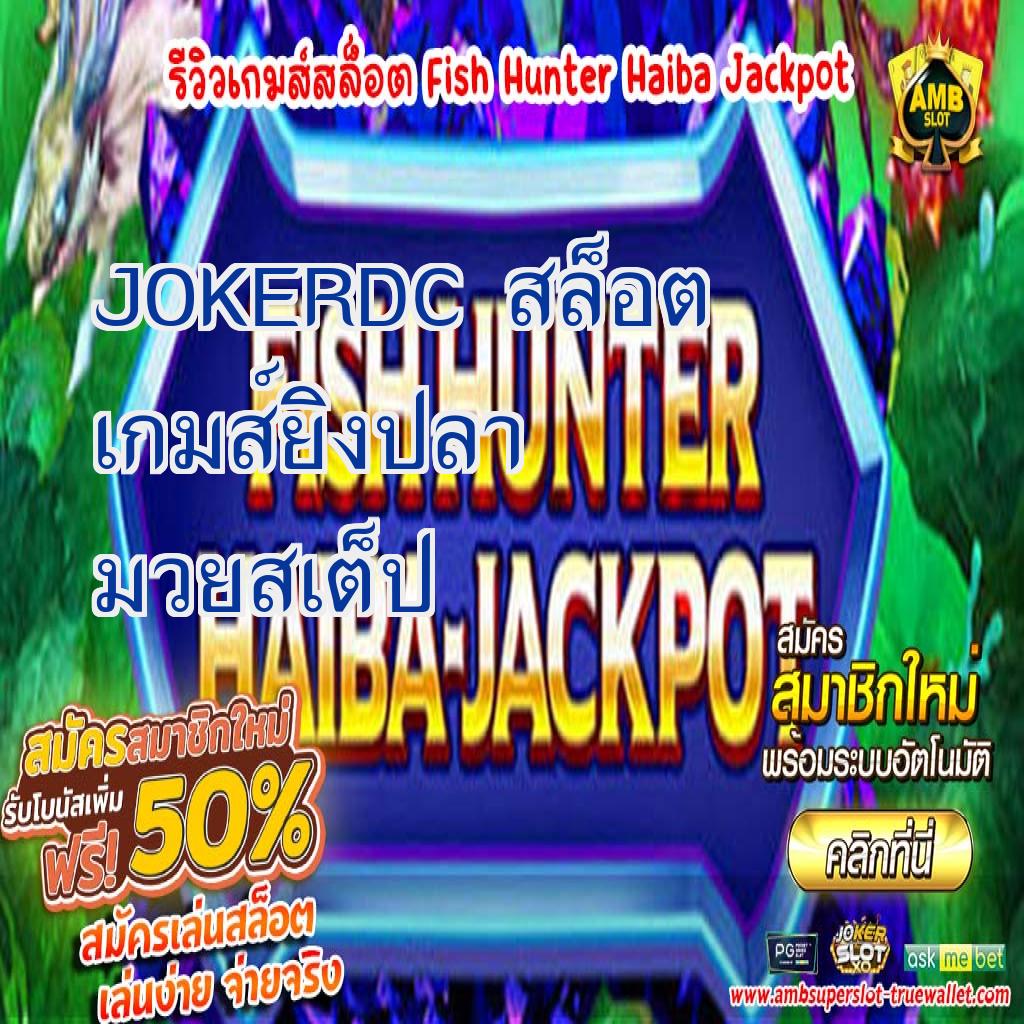 รีวิวเกมส์สล็อต Fish Hunter Haiba Jackpot
AMB
SLOT
JOKERDC สล็อต
FISH HUNTER
เกมส์ยิงปลา
มวยสเต็ป
HAIBA·JACKPOT
สมัคร
สมาชิกใหม่
พร้อมระบบอัตโนมัติ
คลิกที่นี่
สมัครสมาชิกใหม่
รับโบนัสเพิ่ม
ฟรี! 50%
สมัครเล่นสล็อต
เล่นง่าย จ่ายจริง
PG
JOKER
SLOT
XO
ask me bet
www.ambsuperslot-truewallet.com